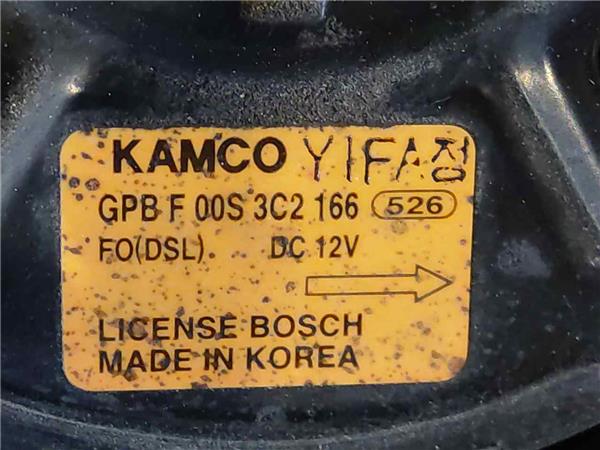 KAMCO YIFA정
GPB F 00S 3C2 166 526
FO(DSL). DC 12V
LICENSE BOSCH
MADE IN KOREA